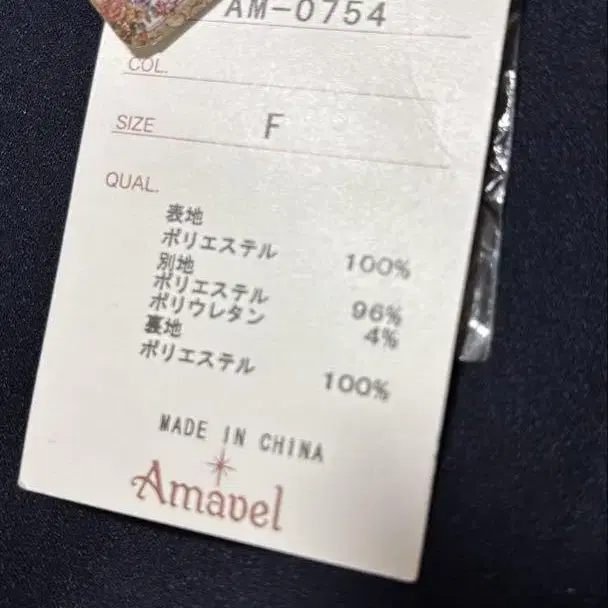 AM-0754
COL.
SIZE F
QUAL.
表地
ポリエステル 100%
別地
ポリエステル 96%
ポリウレタン 4%
裏地
ポリエステル 100%
MADE IN CHINA
Amavel